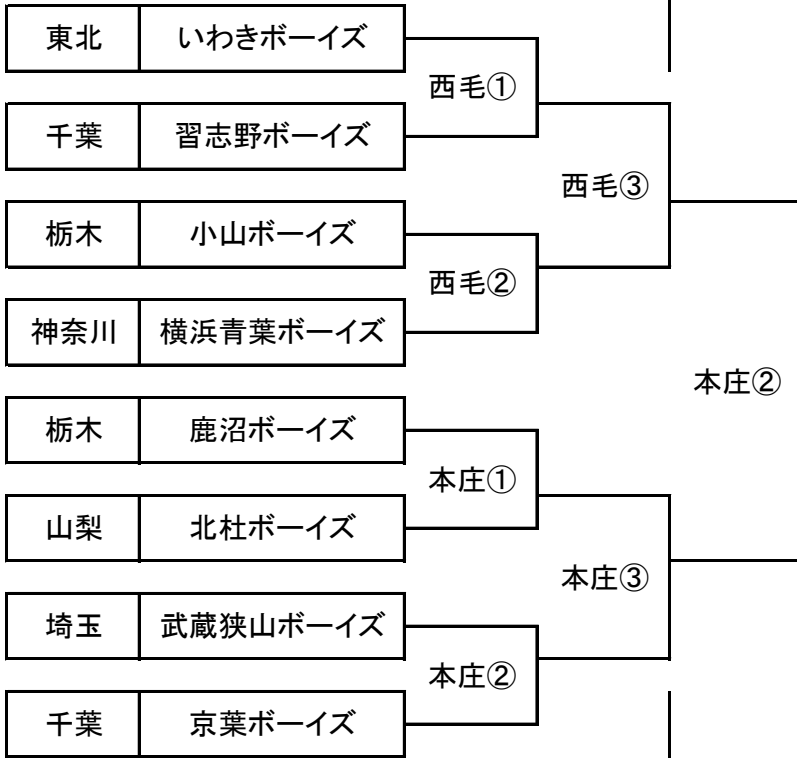 東北 いわきボーイズ
西毛①
千葉 習志野ボーイズ
西毛③
栃木 小山ボーイズ
西毛②
神奈川 横浜青葉ボーイズ
本庄②
栃木 鹿沼ボーイズ
本庄①
山梨 北杜ボーイズ
本庄③
埼玉 武蔵狭山ボーイズ
本庄②
千葉 京葉ボーイズ